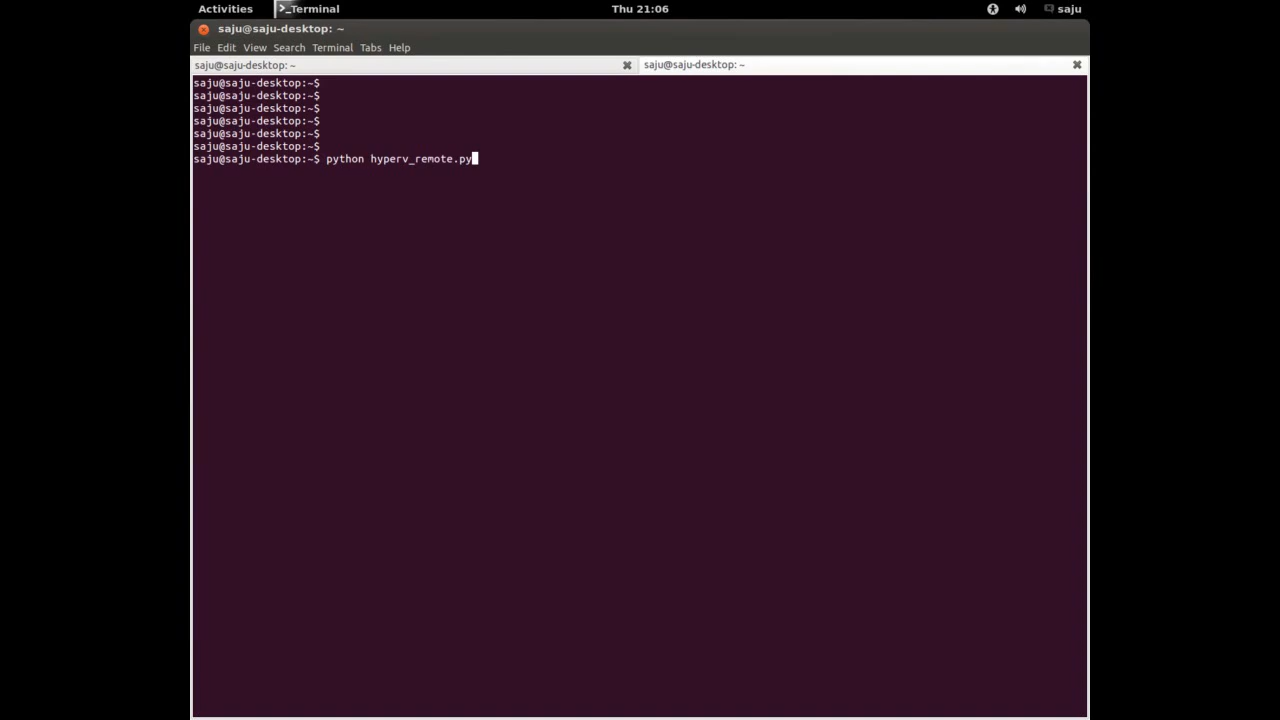 Activities >_Terminal Thu 21:06 saju
saju@saju-desktop: ~
File Edit View Search Terminal Tabs Help
saju@saju-desktop: ~ saju@saju-desktop: ~
saju@saju-desktop:~$
saju@saju-desktop:~$
saju@saju-desktop:~$
saju@saju-desktop:~$
saju@saju-desktop:~$
saju@saju-desktop:~$
saju@saju-desktop:~$ python hyperv_remote.py